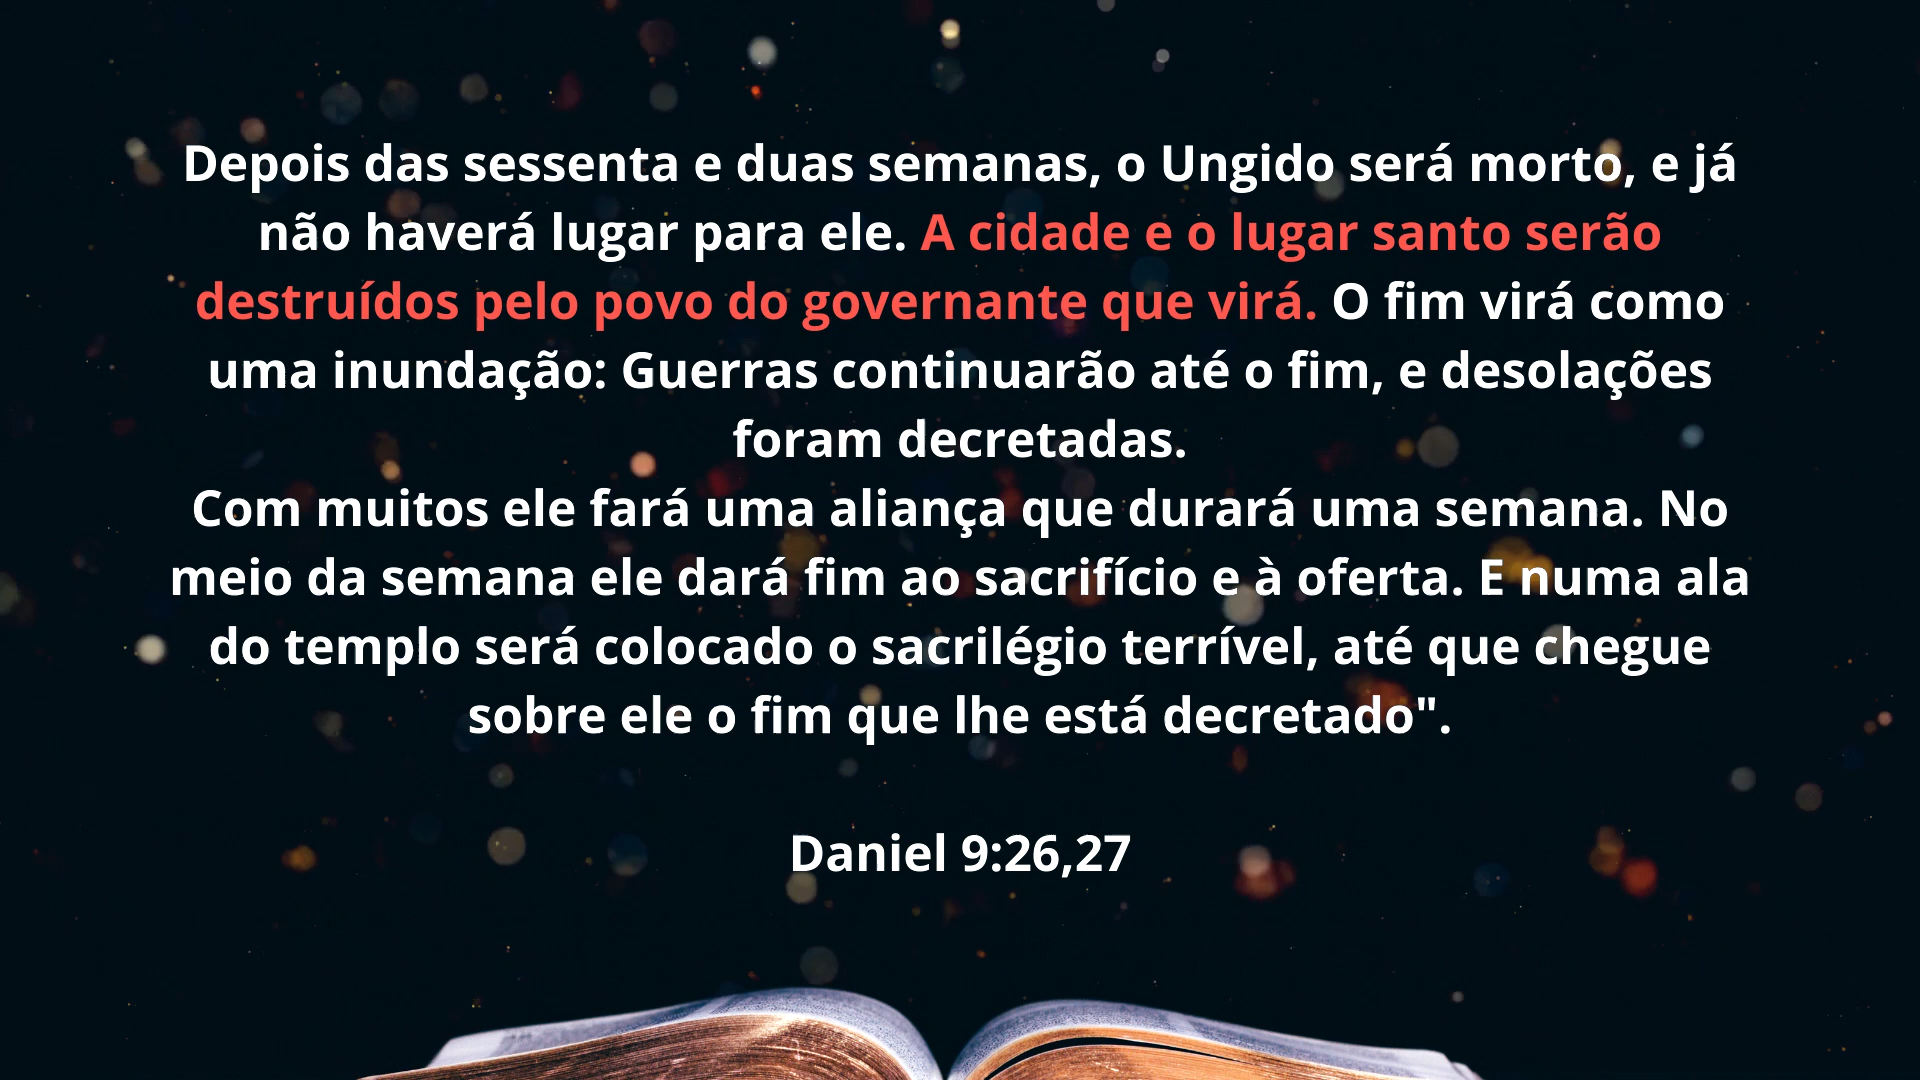 Depois das sessenta e duas semanas, o Ungido será morto, e já
não haverá lugar para ele. A cidade e o lugar santo serão
destruídos pelo povo do governante que virá. O fim virá como
uma inundação: Guerras continuarão até o fim, e desolações
foram decretadas.
Com muitos ele fará uma aliança que durará uma semana. No
meio da semana ele dará fim ao sacrifício e à oferta. E numa ala
do templo será colocado o sacrilégio terrível, até que chegue
sobre ele o fim que lhe está decretado".
Daniel 9:26,27